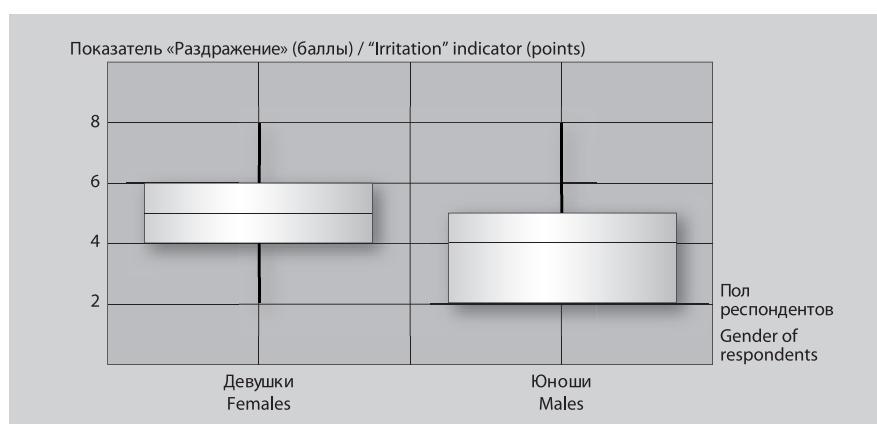 Показатель «Раздражение» (баллы) / “Irritation” indicator (points)
8
6
4
2
Пол
респондентов
Gender of
respondents
Девушки
Females
Юноши
Males